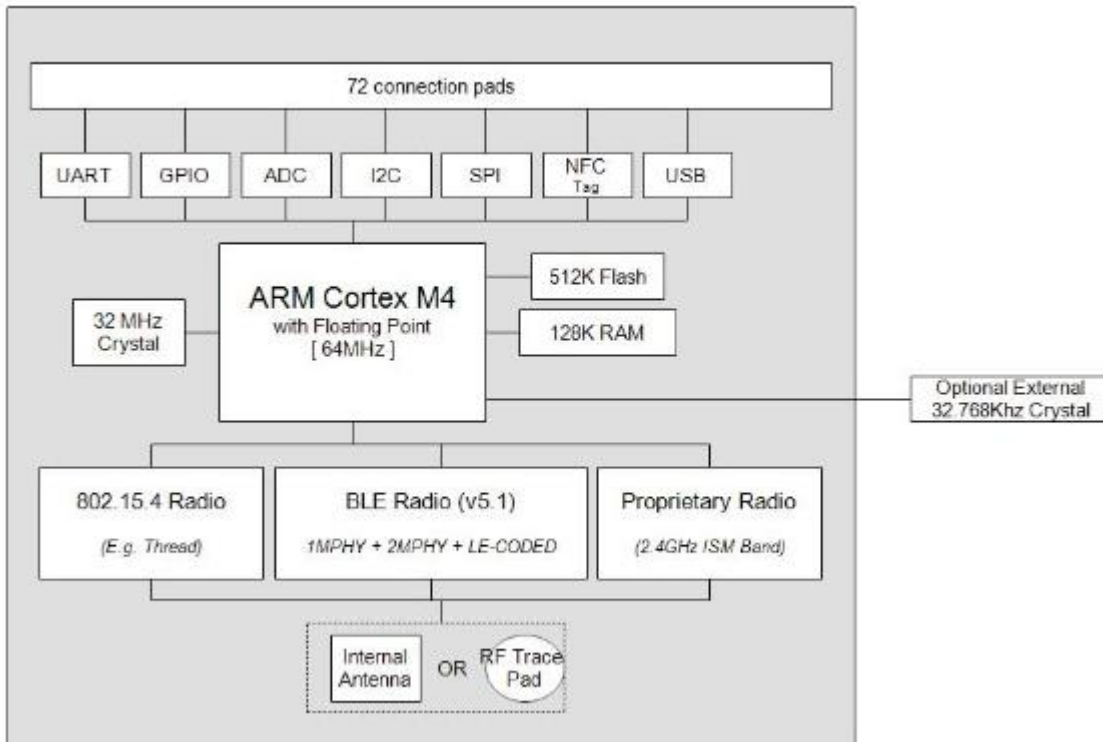 72 connection pads
UART
GPIO
ADC
I2C
SPI
NFC
Tag
USB
ARM Cortex M4
with Floating Point
[ 64MHz ]
32 MHz
Crystal
512K Flash
128K RAM
Optional External
32.768Khz Crystal
802.15.4 Radio
(E.g. Thread)
BLE Radio (v5.1)
1MPHY + 2MPHY + LE-CODED
Proprietary Radio
(2.4GHz ISM Band)
Internal
Antenna
OR
RF Trace
Pad